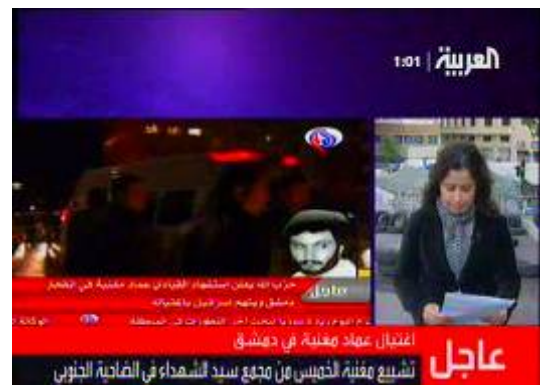 العربية | 1:01
حزب الله يعلن استشهاد القيادي عماد مغنية في انفجار
دمشق ويتهم اسرائيل باغتياله
عاجل
اغتيال عماد مغنية في دمشق
عاجل
تشييع مغنية الخميس من مجمع سيد الشهداء في الضاحية الجنوبي